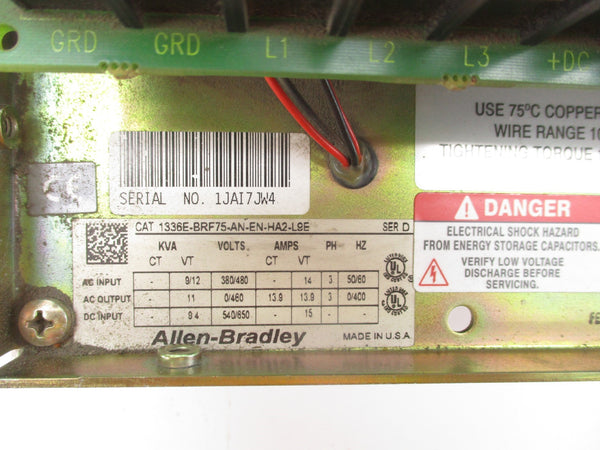 GRD GRD L1 L2 L3 +DC
SERIAL NO. 1JAI7JW4
USE 75°C COPPER
WIRE RANGE
TIGHTENING TORQUE
CAT 1336E-BRF75-AN-EN-HA2-L9E SER D
KVA VOLTS AMPS PH HZ
CT VT CT VT
AC INPUT - 9/12 380/480 - 14 3 50/60
AC OUTPUT - 11 0/460 13.9 13.9 3 0/400
DC INPUT - 9.4 540/650 - 15 - -
Allen-Bradley MADE IN U.S.A.
DANGER
ELECTRICAL SHOCK HAZARD
FROM ENERGY STORAGE CAPACITORS.
VERIFY LOW VOLTAGE
DISCHARGE BEFORE
SERVICING.